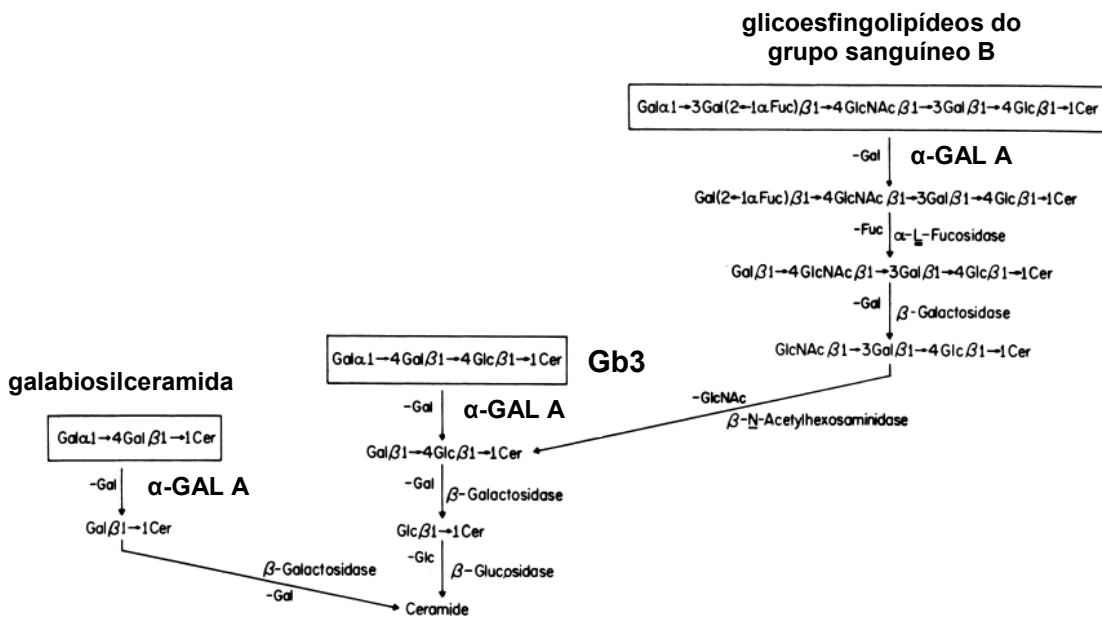 glicoesfingolipídeos do
grupo sanguíneo B
Galα1→3Gal(2←1αFuc)β1→4GlcNAcβ1→3Galβ1→4Glcβ1→1Cer
-Gal
α-GAL A
Gal(2←1αFuc)β1→4GlcNAcβ1→3Galβ1→4Glcβ1→1Cer
-Fuc
α-L-Fucosidase
Galβ1→4GlcNAcβ1→3Galβ1→4Glcβ1→1Cer
-Gal
β-Galactosidase
GlcNAcβ1→3Galβ1→4Glcβ1→1Cer
-GlcNAc
β-N-Acetylhexosaminidase
Galα1→4Galβ1→4Glcβ1→1Cer
Gb3
-Gal
α-GAL A
Galβ1→4Glcβ1→1Cer
-Gal
β-Galactosidase
Glcβ1→1Cer
-Glc
β-Glucosidase
Ceramide
galabiosilceramida
Galα1→4Galβ1→1Cer
-Gal
α-GAL A
Galβ1→1Cer
β-Galactosidase
-Gal